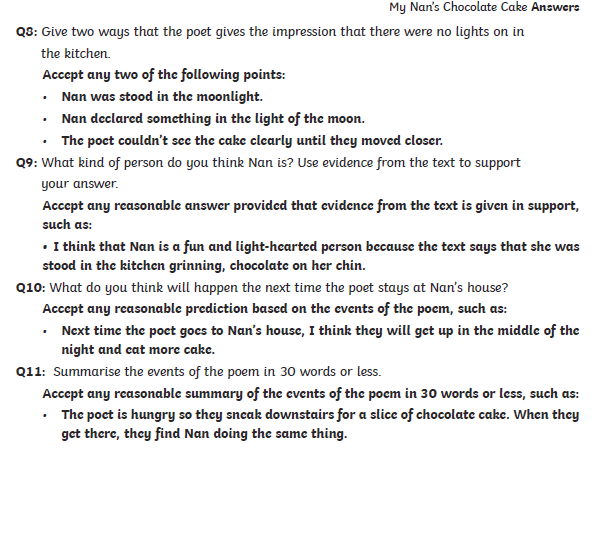 My Nan's Chocolate Cake Answers
Q8: Give two ways that the poet gives the impression that there were no lights on in
the kitchen.
Accept any two of the following points:
• Nan was stood in the moonlight.
• Nan declared something in the light of the moon.
• The poet couldn't see the cake clearly until they moved closer.
Q9: What kind of person do you think Nan is? Use evidence from the text to support
your answer.
Accept any reasonable answer provided that evidence from the text is given in support,
such as:
• I think that Nan is a fun and light-hearted person because the text says that she was
stood in the kitchen grinning, chocolate on her chin.
Q10: What do you think will happen the next time the poet stays at Nan's house?
Accept any reasonable prediction based on the events of the poem, such as:
• Next time the poet goes to Nan's house, I think they will get up in the middle of the
night and eat more cake.
Q11: Summarise the events of the poem in 30 words or less.
Accept any reasonable summary of the events of the poem in 30 words or less, such as:
• The poet is hungry so they sneak downstairs for a slice of chocolate cake. When they
get there, they find Nan doing the same thing.